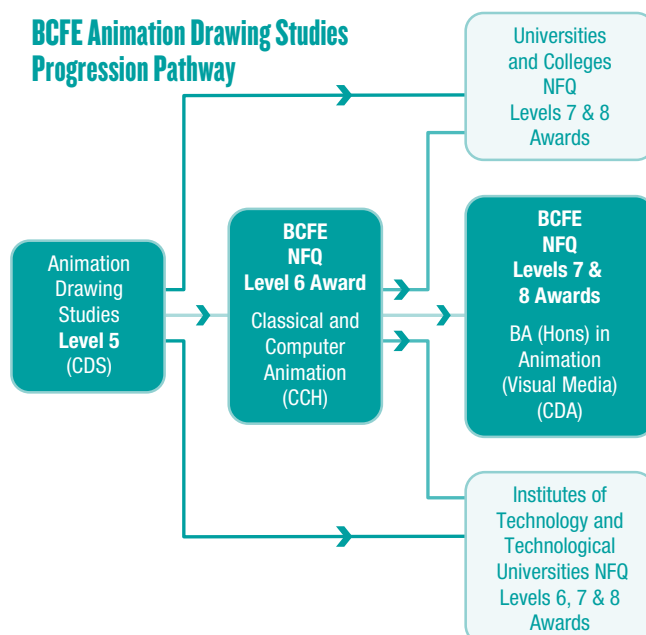 BCFE Animation Drawing Studies
Progression Pathway
Universities
and Colleges
NFQ
Levels 7 & 8
Awards
Animation
Drawing
Studies
Level 5
(CDS)
BCFE
NFQ
Level 6 Award
Classical and
Computer
Animation
(CCH)
BCFE
NFQ
Levels 7 &
8 Awards
BA (Hons) in
Animation
(Visual Media)
(CDA)
Institutes of
Technology and
Technological
Universities NFQ
Levels 6, 7 & 8
Awards